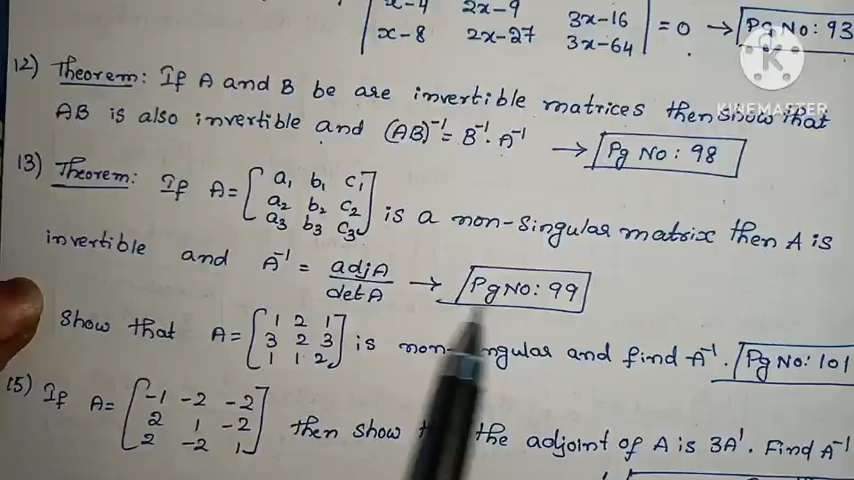 x-4 2x-9 3x-16
x-8 2x-27 3x-64 = 0 → Pg No: 93
12) Theorem: If A and B be are invertible matrices then show that
AB is also invertible and (AB)⁻¹ = B⁻¹. A⁻¹ → Pg No: 98
13) Theorem: If A = [a₁ b₁ c₁
a₂ b₂ c₂
a₃ b₃ c₃] is a non-singular matrix then A is
invertible and A⁻¹ = adjA / detA → Pg No: 99
Show that A = [1 2 1
3 2 3
1 1 2] is non-singular and find A⁻¹. Pg No: 101
15) If A = [-1 -2 -2
2 1 -2
2 -2 1] then show the adjoint of A is 3A'. Find A⁻¹
K
KINEMASTER